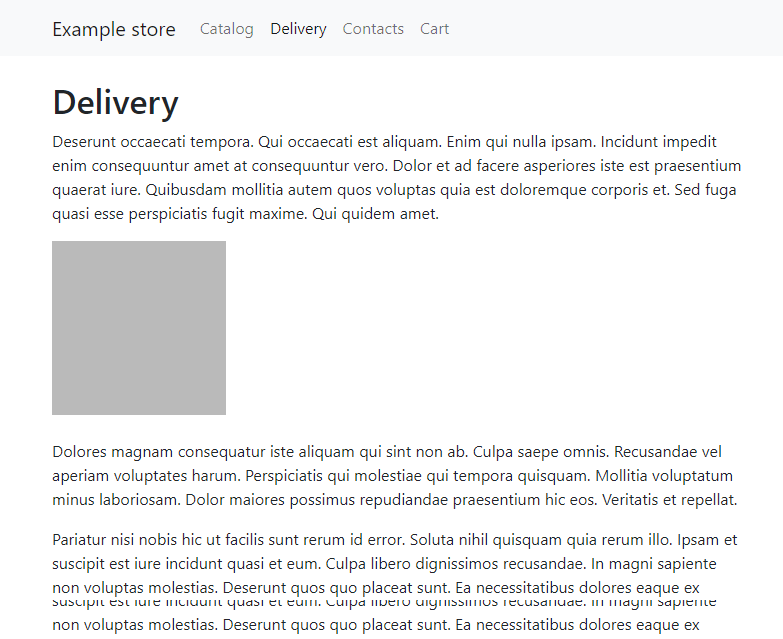 Example store Catalog Delivery Contacts Cart
Delivery
Deserunt occaecati tempora. Qui occaecati est aliquam. Enim qui nulla ipsam. Incidunt impedit
enim consequuntur amet at consequuntur vero. Dolor et ad facere asperiores iste est praesentium
quaerat iure. Quibusdam mollitia autem quos voluptas quia est doloremque corporis et. Sed fuga
quasi esse perspiciatis fugit maxime. Qui quidem amet.
Dolores magnam consequatur iste aliquam qui sint non ab. Culpa saepe omnis. Recusandae vel
aperiam voluptates harum. Perspiciatis qui molestiae qui tempora quisquam. Mollitia voluptatum
minus laboriosam. Dolor maiores possimus repudiandae praesentium hic eos. Veritatis et repellat.
Pariatur nisi nobis hic ut facilis sunt rerum id error. Soluta nihil quisquam quia rerum illo. Ipsam et
suscipit est iure incidunt quasi et eum. Culpa libero dignissimos recusandae. In magni sapiente
non voluptas molestias. Deserunt quos quo placeat sunt. Ea necessitatibus dolores eaque ex
suscipit est iure incidunt quasi et eum. Culpa libero dignissimos recusandae. In magni sapiente
non voluptas molestias. Deserunt quos quo placeat sunt. Ea necessitatibus dolores eaque ex